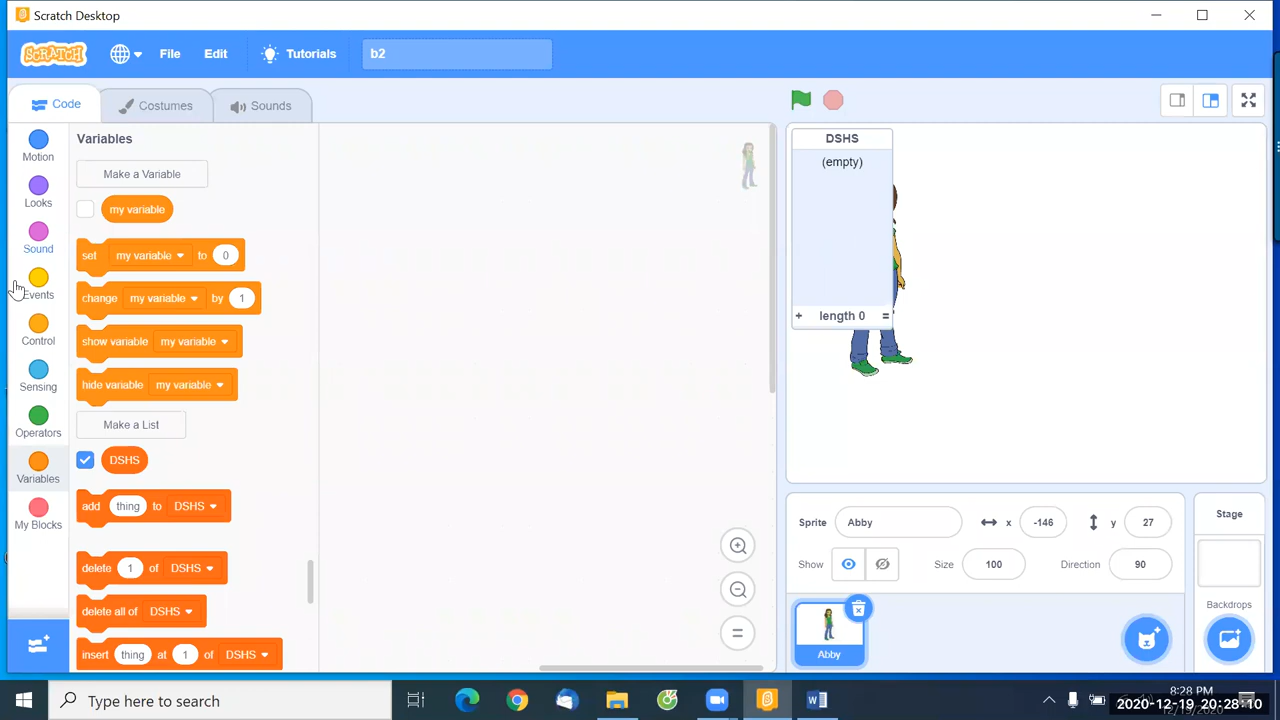 Scratch Desktop
SCRATCH File Edit Tutorials b2
Code Costumes Sounds
Motion
Looks
Sound
Events
Control
Sensing
Operators
Variables
My Blocks
Variables
Make a Variable
my variable
set my variable to 0
change my variable by 1
show variable my variable
hide variable my variable
Make a List
DSHS
add thing to DSHS
delete 1 of DSHS
delete all of DSHS
insert thing at 1 of DSHS
DSHS
(empty)
+ length 0 =
Sprite Abby x -146 y 27
Show Size 100 Direction 90
Abby
Stage
Backdrops
Type here to search
8:28 PM
2020-12-19 20:28:10